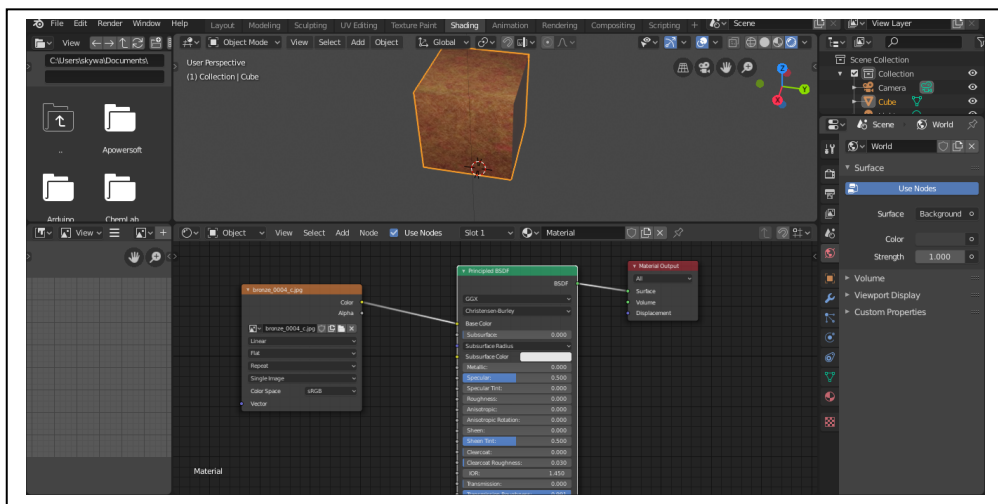 File Edit Render Window Help Layout Modeling Sculpting UV Editing Texture Paint Shading Animation Rendering Compositing Scripting + Scene View Layer
View Object Mode View Select Add Object Global
C:\Users\skywa\Documents\
User Perspective
(1) Collection | Cube
..
Apowersoft
Arduino
ChemLab
X
Y
Z
Scene Collection
Collection
Camera
Cube
Scene World
World
Surface
Use Nodes
Surface Background
Color
Strength 1.000
Volume
Viewport Display
Custom Properties
View Object View Select Add Node Use Nodes Slot 1 Material
bronze_0004_c.jpg
Color
Alpha
bronze_0004_c.jpg
Linear
Flat
Repeat
Single Image
Color Space sRGB
Vector
Principled BSDF
BSDF
GGX
Christensen-Burley
Base Color
Subsurface: 0.000
Subsurface Radius
Subsurface Color
Metallic: 0.000
Specular: 0.500
Specular Tint: 0.000
Roughness: 0.000
Anisotropic: 0.000
Anisotropic Rotation: 0.000
Sheen: 0.000
Sheen Tint: 0.500
Clearcoat: 0.000
Clearcoat Roughness: 0.030
IOR: 1.450
Transmission: 0.000
Material Output
All
Surface
Volume
Displacement
Material